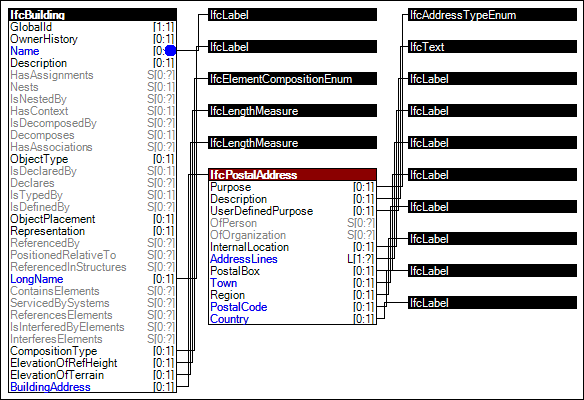 IfcBuilding
GlobalId [1:1]
OwnerHistory [0:1]
Name [0:
Description [0:1]
HasAssignments S[0:?]
Nests S[0:1]
IsNestedBy S[0:?]
HasContext S[0:1]
IsDecomposedBy S[0:?]
Decomposes S[0:1]
HasAssociations S[0:?]
ObjectType [0:1]
IsDeclaredBy S[0:1]
Declares S[0:?]
IsTypedBy S[0:1]
IsDefinedBy S[0:?]
ObjectPlacement [0:1]
Representation [0:1]
ReferencedBy S[0:?]
PositionedRelativeTo S[0:?]
ReferencedInStructures S[0:?]
LongName [0:1]
ContainsElements S[0:?]
ServicedBySystems S[0:?]
ReferencesElements S[0:?]
IsInterferedByElements S[0:?]
InterferesElements S[0:?]
CompositionType [0:1]
ElevationOfRefHeight [0:1]
ElevationOfTerrain [0:1]
BuildingAddress [0:1]
IfcLabel
IfcLabel
IfcElementCompositionEnum
IfcLengthMeasure
IfcLengthMeasure
IfcPostalAddress
Purpose [0:1]
Description [0:1]
UserDefinedPurpose [0:1]
OfPerson S[0:?]
OfOrganization S[0:?]
InternalLocation [0:1]
AddressLines L[1:?]
PostalBox [0:1]
Town [0:1]
Region [0:1]
PostalCode [0:1]
Country [0:1]
IfcAddressTypeEnum
IfcText
IfcLabel
IfcLabel
IfcLabel
IfcLabel
IfcLabel
IfcLabel
IfcLabel
IfcLabel